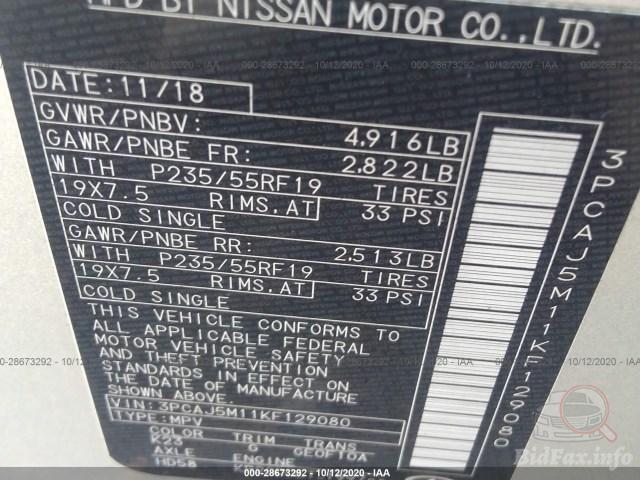 MFD BY NISSAN MOTOR CO.,LTD.
DATE:11/18
GVWR/PNBV: 4,916LB
GAWR/PNBE FR: 2,822LB
WITH P235/55RF19 TIRES
19X7.5 RIMS,AT 33 PSI
COLD SINGLE
GAWR/PNBE RR: 2,513LB
WITH P235/55RF19 TIRES
19X7.5 RIMS,AT 33 PSI
COLD SINGLE
THIS VEHICLE CONFORMS TO
ALL APPLICABLE FEDERAL
MOTOR VEHICLE SAFETY
AND THEFT PREVENTION
STANDARDS IN EFFECT ON
THE DATE OF MANUFACTURE
SHOWN ABOVE.
VIN: 3PCAJ5M11KF129080
TYPE: MPV
COLOR TRIM TRANS
K23 G GE0FT0A
AXLE ENGINE
HD58
3PCAJ5M11KF129080
000-28673292 - 10/12/2020 - IAAI
BidFax.info